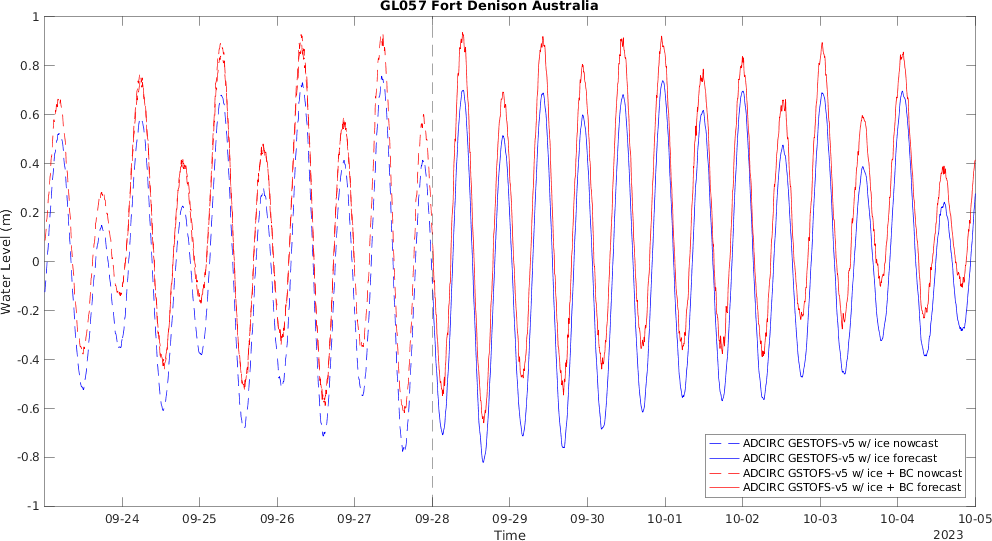 GL057 Fort Denison Australia
1
0.8
0.6
0.4
0.2
0
-0.2
-0.4
-0.6
-0.8
-1
Water Level (m)
ADCIRC GESTOFS-v5 w/ ice nowcast
ADCIRC GESTOFS-v5 w/ ice forecast
ADCIRC GSTOFS-v5 w/ ice + BC nowcast
ADCIRC GSTOFS-v5 w/ ice + BC forecast
09-24 09-25 09-26 09-27 09-28 09-29 09-30 10-01 10-02 10-03 10-04 10-05
Time
2023